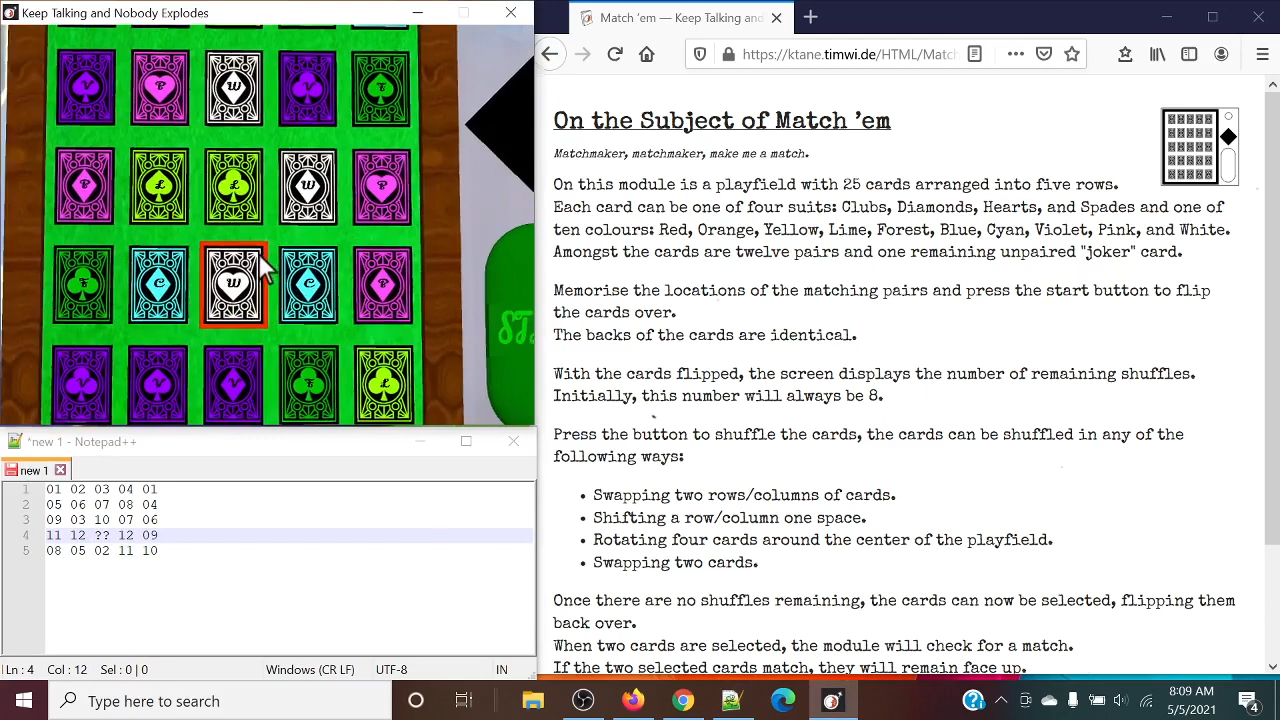 Keep Talking and Nobody Explodes
V P W V F
P L L W P
F C W C P
V V V F L
ST
*new 1 - Notepad++
new 1
1 01 02 03 04 01
2 05 06 07 08 04
3 09 03 10 07 06
4 11 12 ?? 12 09
5 08 05 02 11 10
Ln : 4 Col : 12 Sel : 0 | 0 Windows (CR LF) UTF-8 IN
Match 'em — Keep Talking and
https://ktane.timwi.de/HTML/Matc
On the Subject of Match ’em
Matchmaker, matchmaker, make me a match.
On this module is a playfield with 25 cards arranged into five rows.
Each card can be one of four suits: Clubs, Diamonds, Hearts, and Spades and one of
ten colours: Red, Orange, Yellow, Lime, Forest, Blue, Cyan, Violet, Pink, and White.
Amongst the cards are twelve pairs and one remaining unpaired "joker" card.
Memorise the locations of the matching pairs and press the start button to flip
the cards over.
The backs of the cards are identical.
With the cards flipped, the screen displays the number of remaining shuffles.
Initially, this number will always be 8.
Press the button to shuffle the cards, the cards can be shuffled in any of the
following ways:
• Swapping two rows/columns of cards.
• Shifting a row/column one space.
• Rotating four cards around the center of the playfield.
• Swapping two cards.
Once there are no shuffles remaining, the cards can now be selected, flipping them
back over.
When two cards are selected, the module will check for a match.
If the two selected cards match, they will remain face up.
Type here to search
8:09 AM
5/5/2021
4